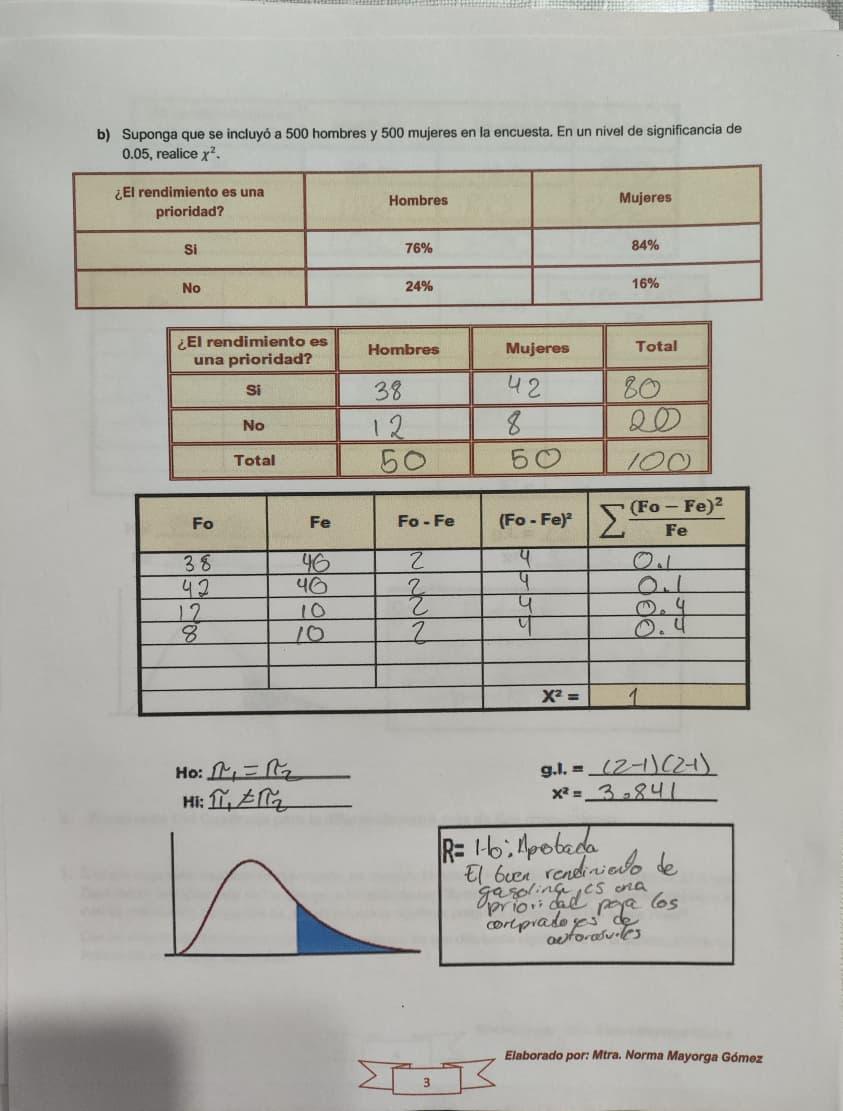 b) Suponga que se incluyó a 500 hombres y 500 mujeres en la encuesta. En un nivel de significancia de
0.05, realice χ².
¿El rendimiento es una prioridad? Hombres Mujeres
Si 76% 84%
No 24% 16%
¿El rendimiento es una prioridad? Hombres Mujeres Total
Si 38 42 80
No 12 8 20
Total 50 50 100
Fo Fe Fo - Fe (Fo - Fe)² ∑ (Fo − Fe)² / Fe
38 40 2 4 0.1
42 40 2 4 0.1
12 10 2 4 0.4
8 10 2 4 0.4
X² = 1
Ho: π₁ = π₂
Hi: π₁ ≠ π₂
g.l. = (2-1)(2-1)
x² = 3.841
R= Ho: Aprobada
El buen rendimiento de
gasolina, es una
prioridad para los
compradores de
automoviles
Elaborado por: Mtra. Norma Mayorga Gómez
3